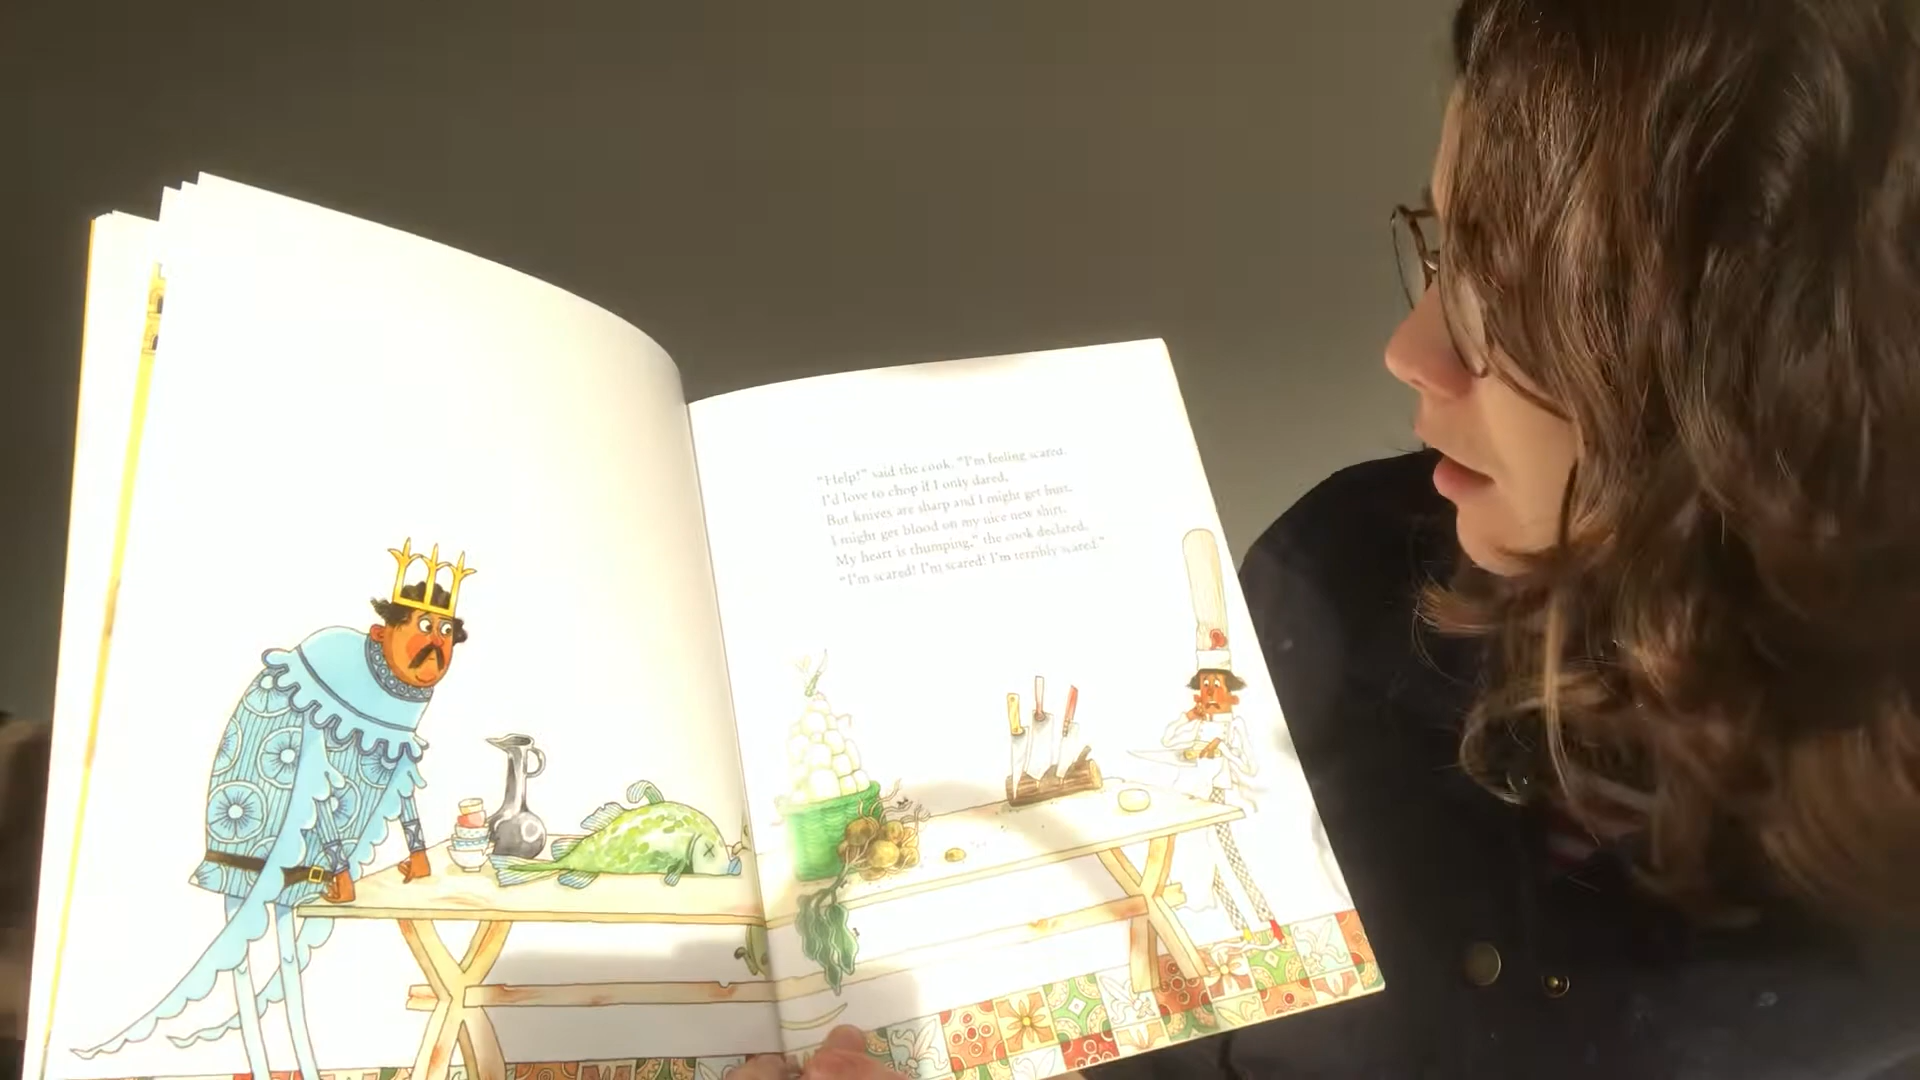 "Help!" said the cook. "I'm feeling scared.
I'd love to chop if I only dared,
But knives are sharp and I might get hurt,
I might get blood on my nice new shirt.
My heart is thumping," the cook declared,
"I'm scared! I'm scared! I'm terribly scared."